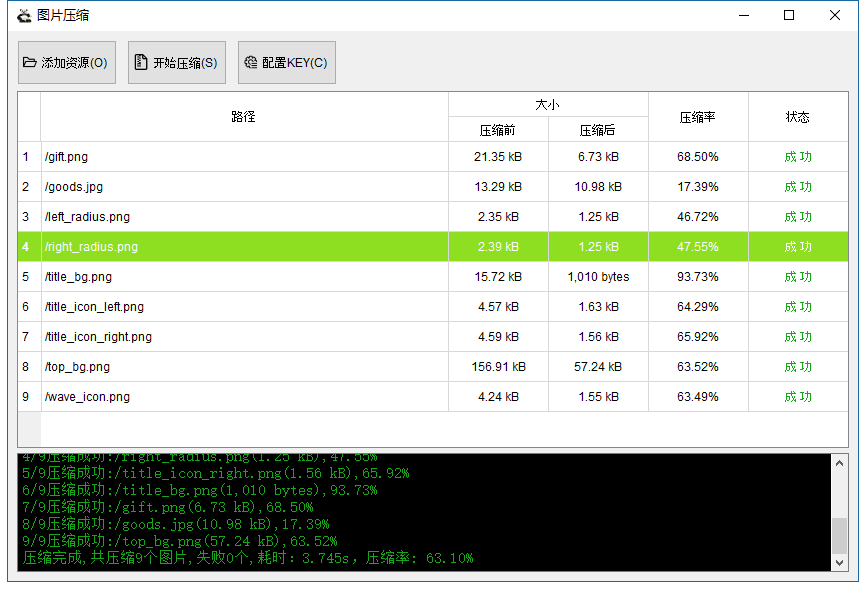 图片压缩
添加资源(O) 开始压缩(S) 配置KEY(C)
路径 大小 压缩率 状态
压缩前 压缩后
1 /gift.png 21.35 kB 6.73 kB 68.50% 成功
2 /goods.jpg 13.29 kB 10.98 kB 17.39% 成功
3 /left_radius.png 2.35 kB 1.25 kB 46.72% 成功
4 /right_radius.png 2.39 kB 1.25 kB 47.55% 成功
5 /title_bg.png 15.72 kB 1,010 bytes 93.73% 成功
6 /title_icon_left.png 4.57 kB 1.63 kB 64.29% 成功
7 /title_icon_right.png 4.59 kB 1.56 kB 65.92% 成功
8 /top_bg.png 156.91 kB 57.24 kB 63.52% 成功
9 /wave_icon.png 4.24 kB 1.55 kB 63.49% 成功
4/9压缩成功:/right_radius.png(1.25 kB),47.55%
5/9压缩成功:/title_icon_right.png(1.56 kB),65.92%
6/9压缩成功:/title_bg.png(1,010 bytes),93.73%
7/9压缩成功:/gift.png(6.73 kB),68.50%
8/9压缩成功:/goods.jpg(10.98 kB),17.39%
9/9压缩成功:/top_bg.png(57.24 kB),63.52%
压缩完成,共压缩9个图片,失败0个,耗时：3.745s，压缩率: 63.10%